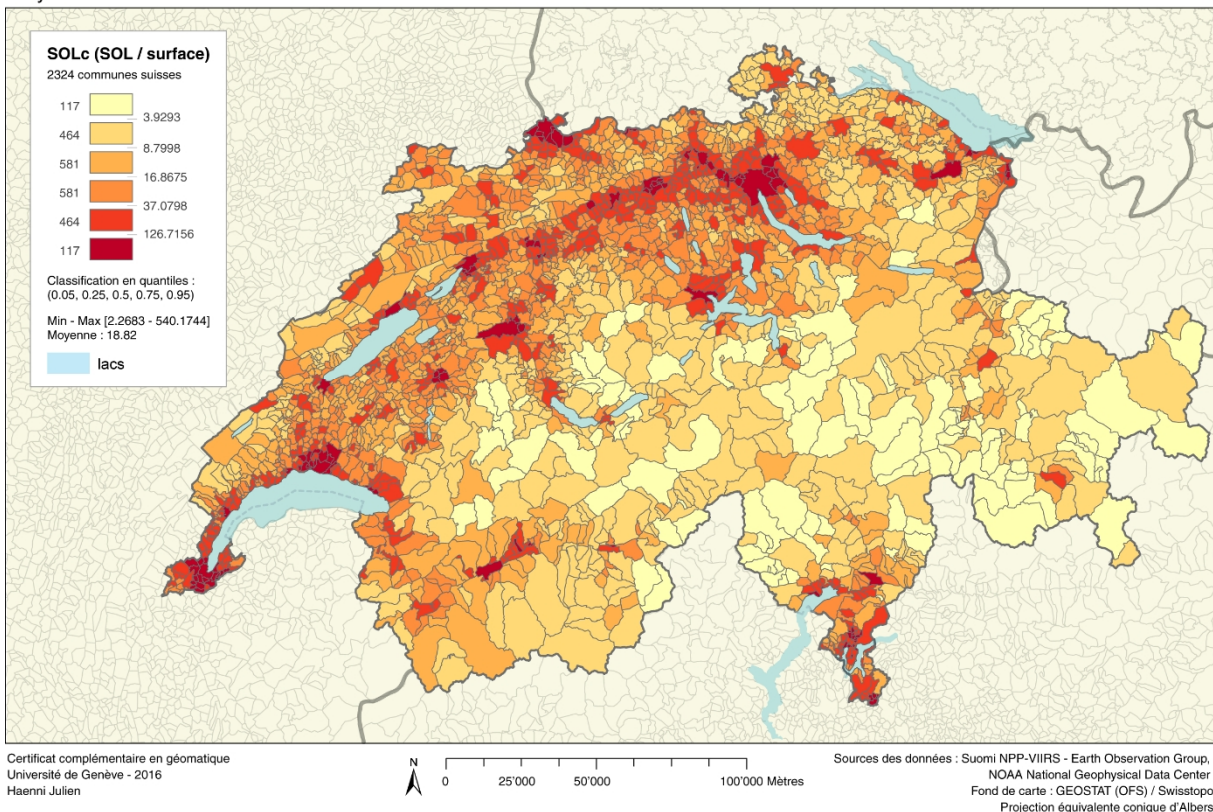 SOLc (SOL / surface)
2324 communes suisses
117
3.9293
464
8.7998
581
16.8675
581
37.0798
464
126.7156
117
Classification en quantiles :
(0.05, 0.25, 0.5, 0.75, 0.95)
Min - Max [2.2683 - 540.1744]
Moyenne : 18.82
lacs
Certificat complémentaire en géomatique
Université de Genève - 2016
Haenni Julien
N
0 25'000 50'000 100'000 Mètres
Sources des données : Suomi NPP-VIIRS - Earth Observation Group,
NOAA National Geophysical Data Center
Fond de carte : GEOSTAT (OFS) / Swisstopo
Projection équivalente conique d'Albers